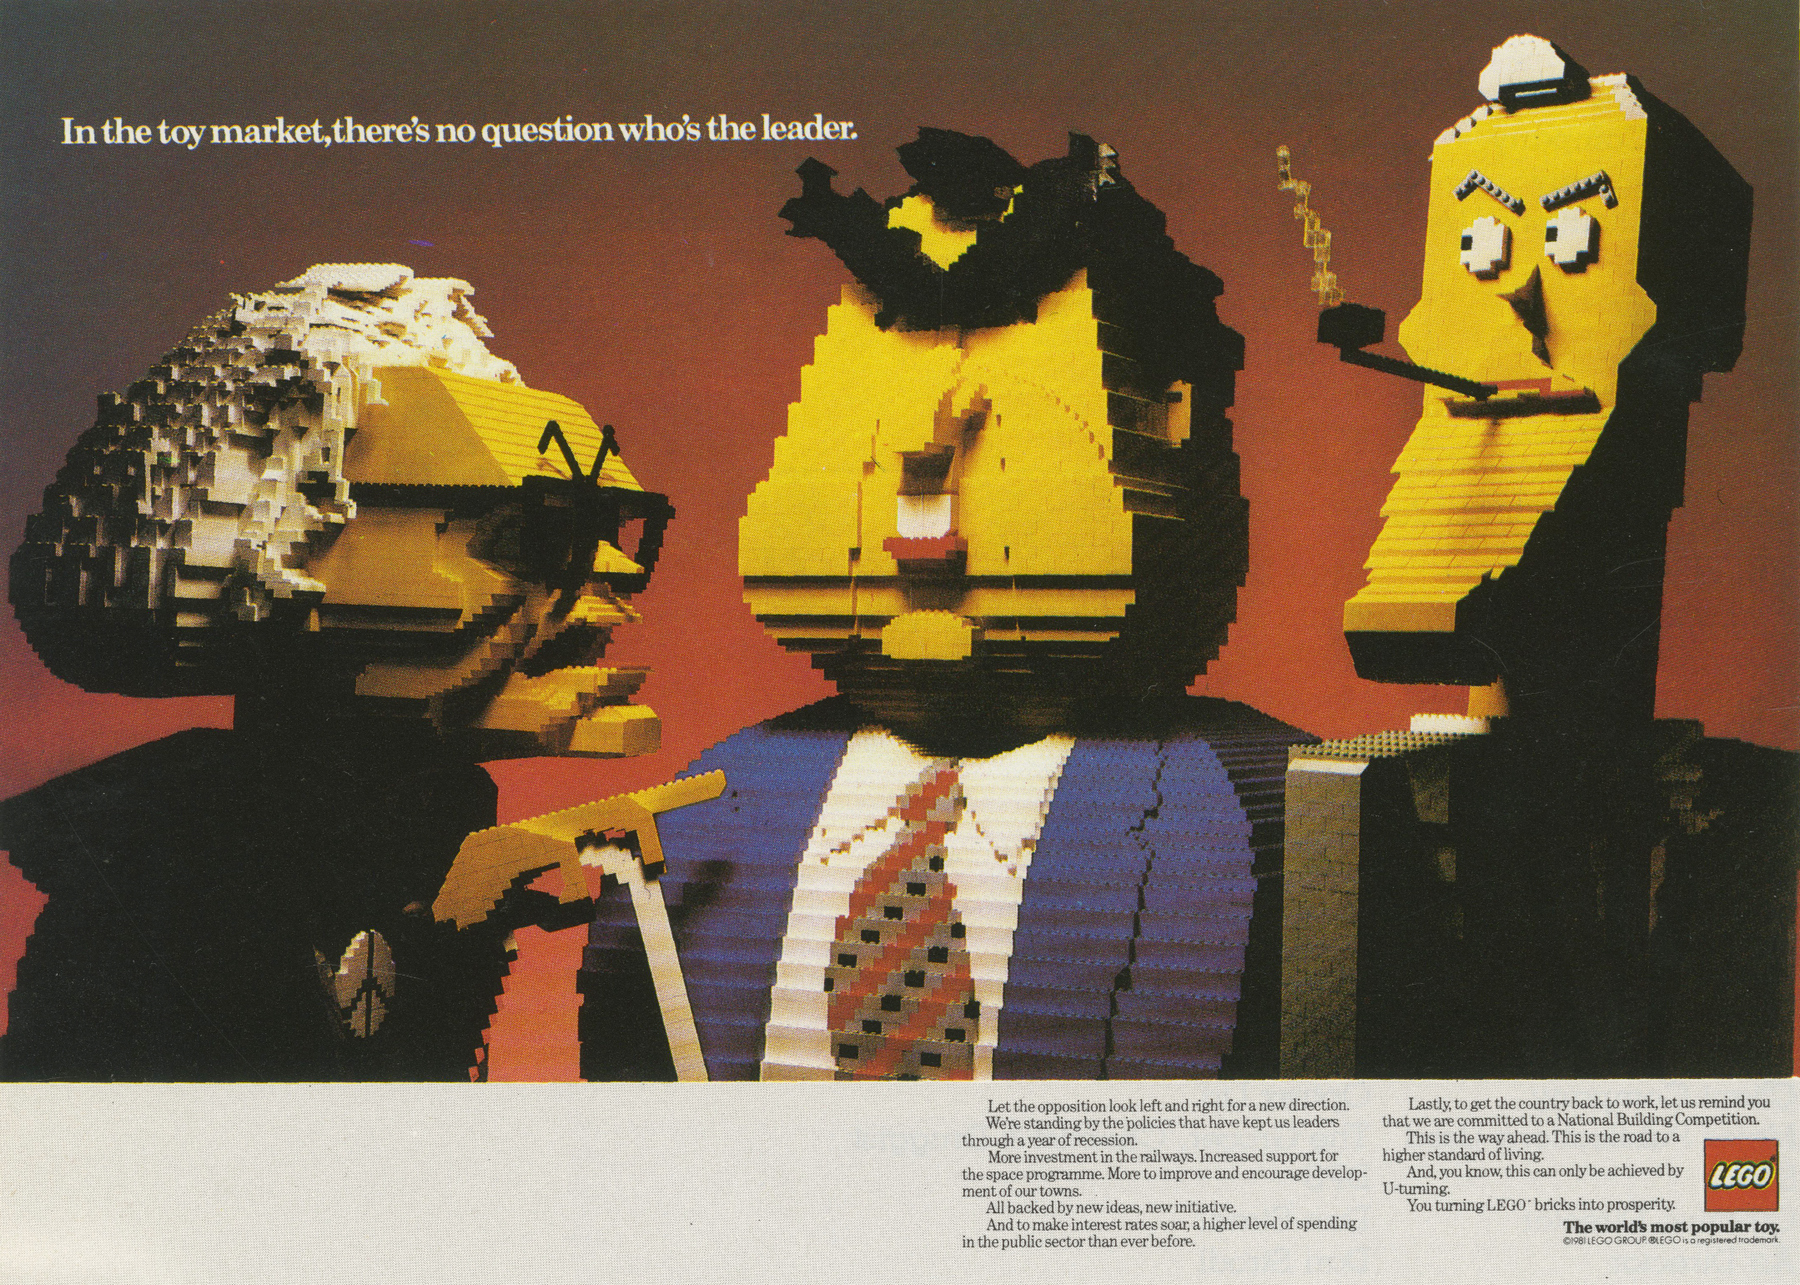 In the toy market, there's no question who's the leader.
Let the opposition look left and right for a new direction.
We're standing by the policies that have kept us leaders
through a year of recession.
More investment in the railways. Increased support for
the space programme. More to improve and encourage develop-
ment of our towns.
All backed by new ideas, new initiative.
And to make interest rates soar, a higher level of spending
in the public sector than ever before.
Lastly, to get the country back to work, let us remind you
that we are committed to a National Building Competition.
This is the way ahead. This is the road to a
higher standard of living.
And, you know, this can only be achieved by
U-turning.
You turning LEGO® bricks into prosperity.
LEGO®
The world's most popular toy.
©1981 LEGO GROUP. ®LEGO is a registered trademark.